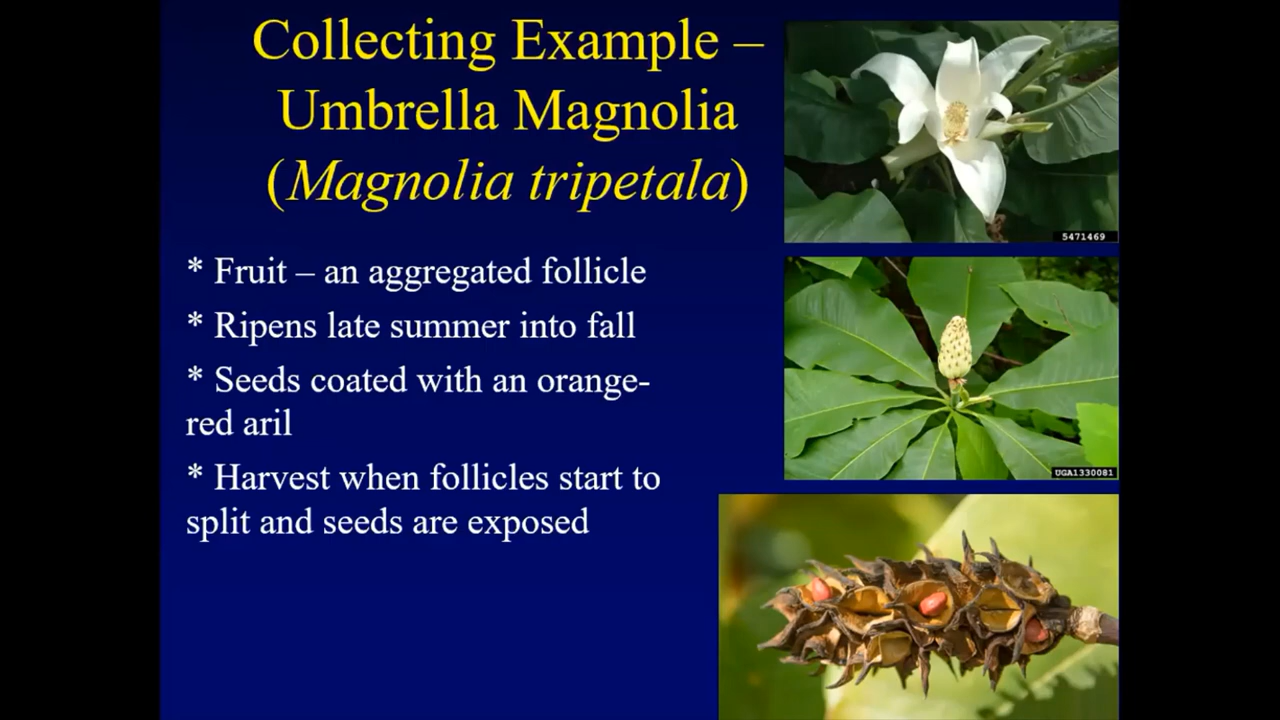 Collecting Example –
Umbrella Magnolia
(Magnolia tripetala)
* Fruit – an aggregated follicle
* Ripens late summer into fall
* Seeds coated with an orange-
red aril
* Harvest when follicles start to
split and seeds are exposed
5471469
UGA1330081